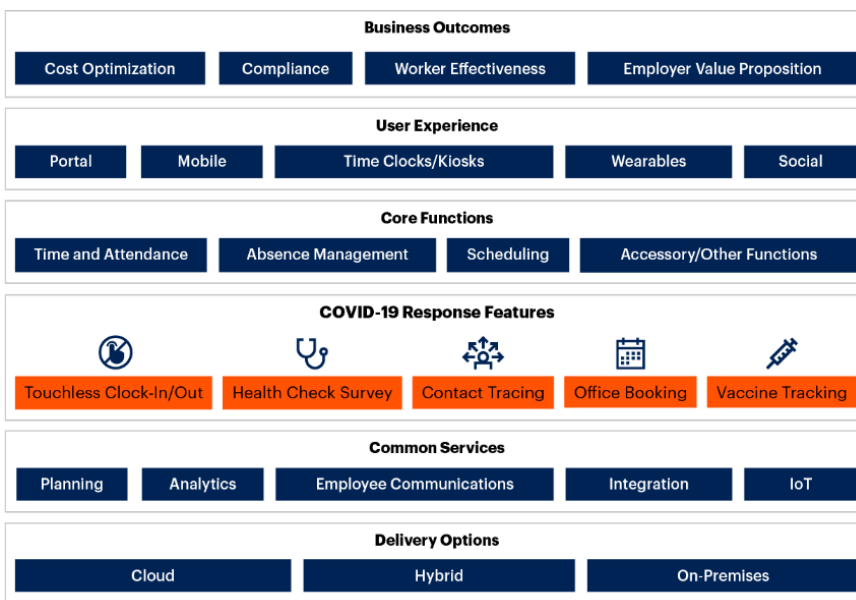 Business Outcomes
Cost Optimization Compliance Worker Effectiveness Employer Value Proposition
User Experience
Portal Mobile Time Clocks/Kiosks Wearables Social
Core Functions
Time and Attendance Absence Management Scheduling Accessory/Other Functions
COVID-19 Response Features
Touchless Clock-In/Out Health Check Survey Contact Tracing Office Booking Vaccine Tracking
Common Services
Planning Analytics Employee Communications Integration IoT
Delivery Options
Cloud Hybrid On-Premises